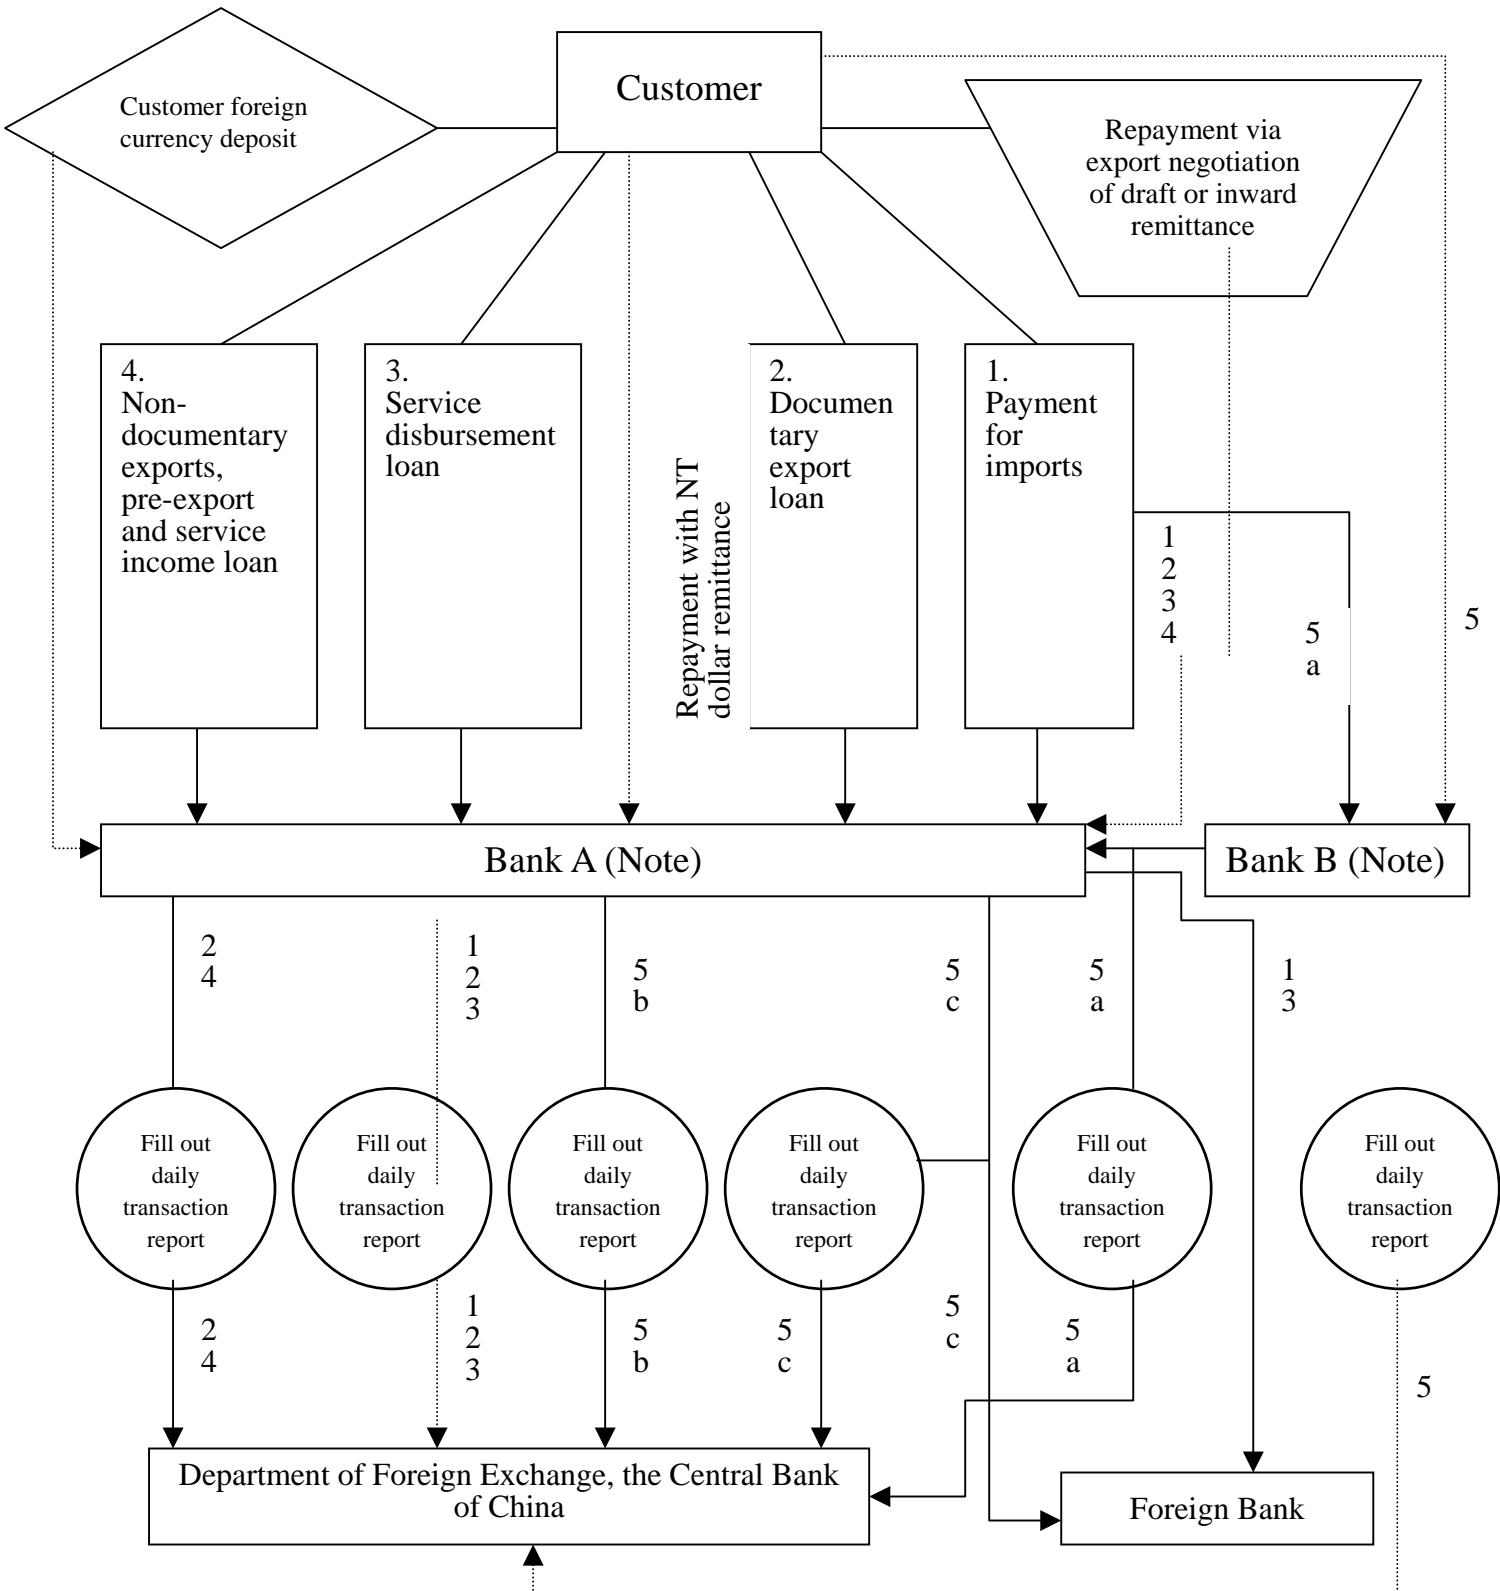 Customer
Customer foreign
currency deposit
Repayment via
export negotiation
of draft or inward
remittance
4.
Non-
documentary
exports,
pre-export
and service
income loan
3.
Service
disbursement
loan
Repayment with NT
dollar remittance
2.
Documen
tary
export
loan
1.
Payment
for
imports
1
2
3
4
5
a
5
Bank A (Note)
Bank B (Note)
2
4
1
2
3
5
b
5
c
5
a
1
3
Fill out
daily
transaction
report
Fill out
daily
transaction
report
Fill out
daily
transaction
report
Fill out
daily
transaction
report
Fill out
daily
transaction
report
Fill out
daily
transaction
report
2
4
1
2
3
5
b
5
c
5
c
5
a
5
Department of Foreign Exchange, the Central Bank
of China
Foreign Bank